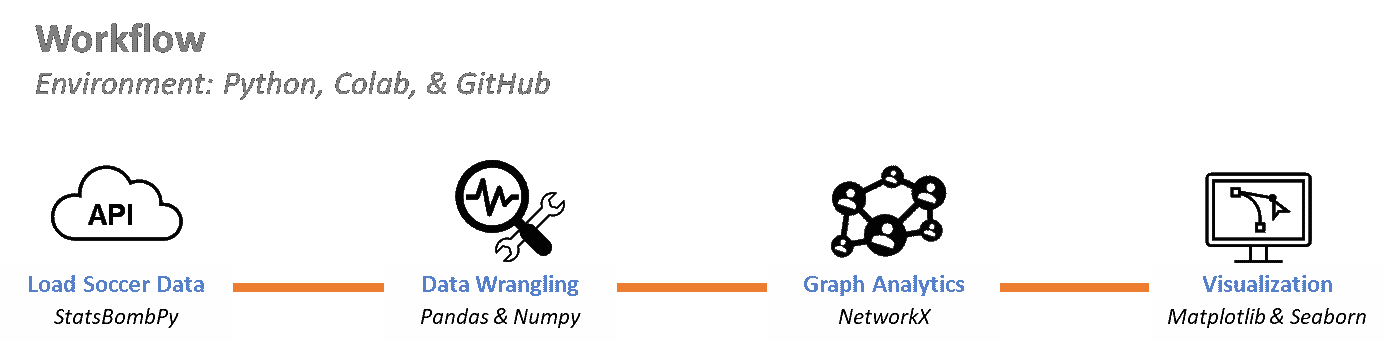 Workflow
Environment: Python, Colab, & GitHub
API
Load Soccer Data
Data Wrangling
Graph Analytics
Visualization
StatsBombPy
Pandas & Numpy
NetworkX
Matplotlib & Seaborn